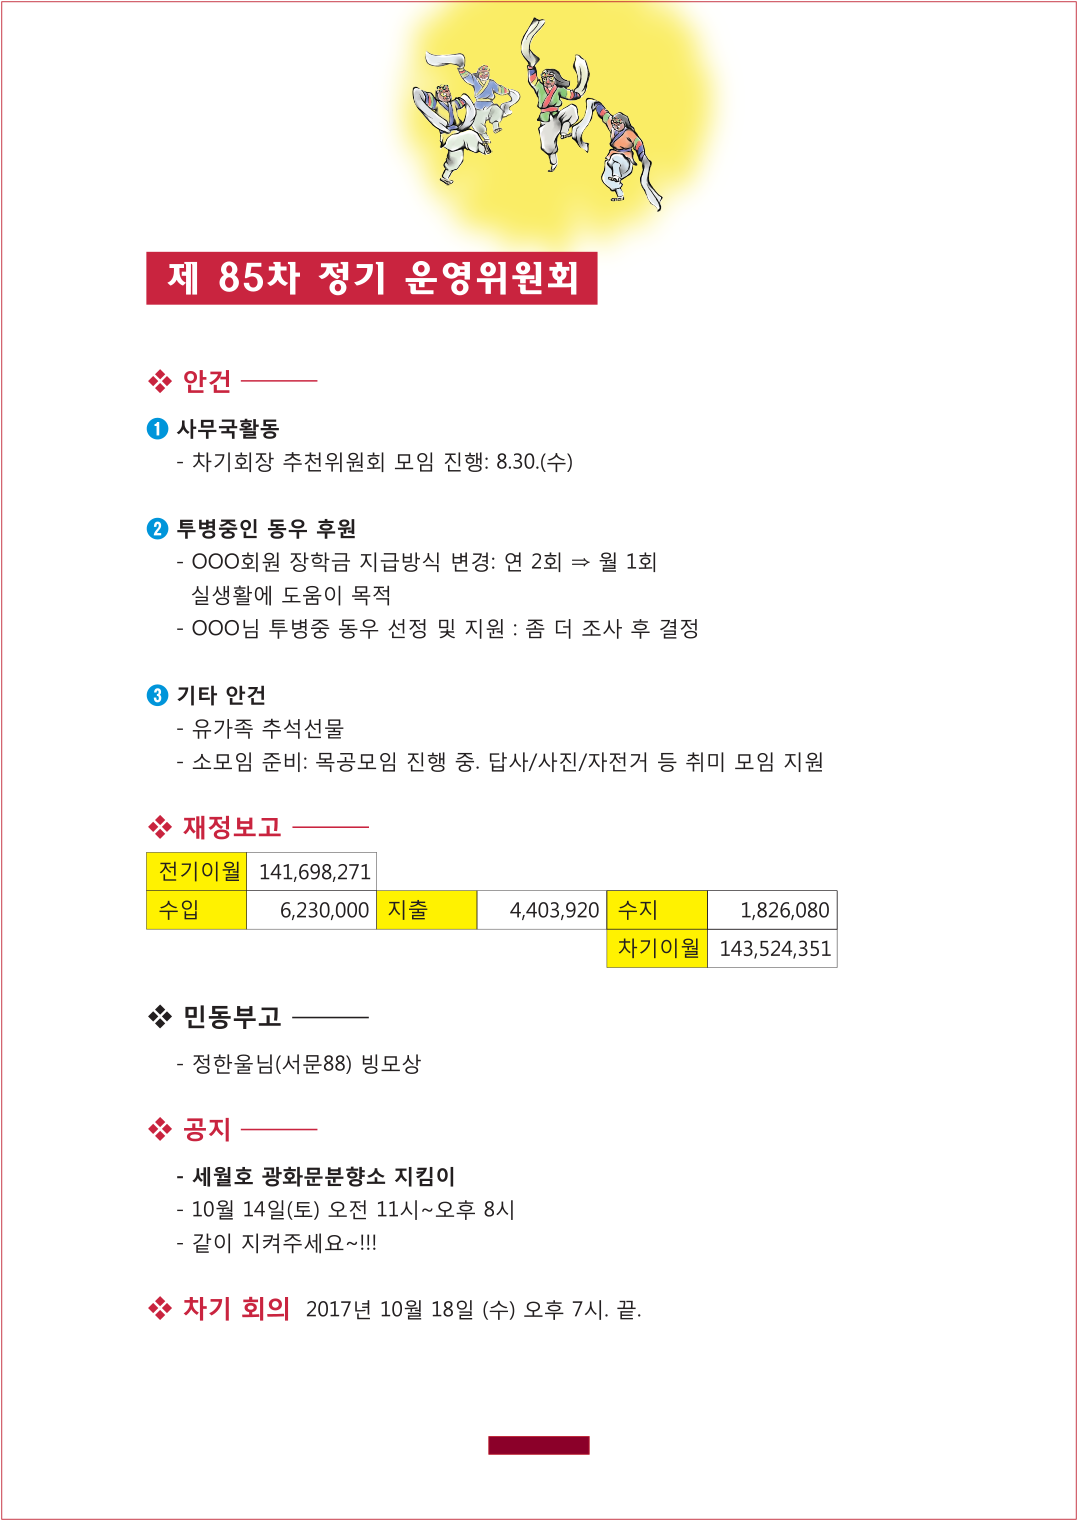 제 85차 정기 운영위원회
❖ 안건
❶ 사무국활동
- 차기회장 추천위원회 모임 진행: 8.30.(수)
❷ 투병중인 동우 후원
- OOO회원 장학금 지급방식 변경: 연 2회 ⇒ 월 1회
실생활에 도움이 목적
- OOO님 투병중 동우 선정 및 지원 : 좀 더 조사 후 결정
❸ 기타 안건
- 유가족 추석선물
- 소모임 준비: 목공모임 진행 중. 답사/사진/자전거 등 취미 모임 지원
❖ 재정보고
전기이월 141,698,271
수입 6,230,000 지출 4,403,920 수지 1,826,080
차기이월 143,524,351
❖ 민동부고
- 정한울님(서문88) 빙모상
❖ 공지
- 세월호 광화문분향소 지킴이
- 10월 14일(토) 오전 11시~오후 8시
- 같이 지켜주세요~!!!
❖ 차기 회의 2017년 10월 18일 (수) 오후 7시. 끝.